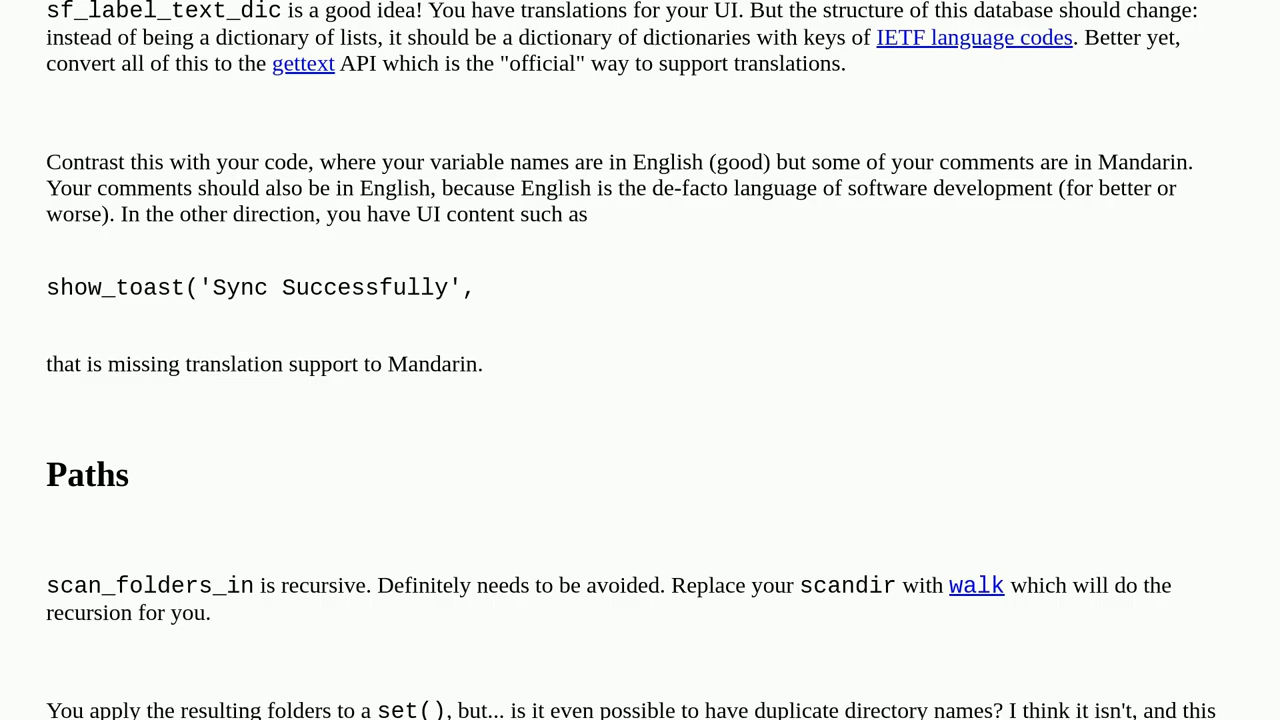 sf_label_text_dic is a good idea! You have translations for your UI. But the structure of this database should change:
instead of being a dictionary of lists, it should be a dictionary of dictionaries with keys of IETF language codes. Better yet,
convert all of this to the gettext API which is the "official" way to support translations.
Contrast this with your code, where your variable names are in English (good) but some of your comments are in Mandarin.
Your comments should also be in English, because English is the de-facto language of software development (for better or
worse). In the other direction, you have UI content such as
show_toast('Sync Successfully',
that is missing translation support to Mandarin.
Paths
scan_folders_in is recursive. Definitely needs to be avoided. Replace your scandir with walk which will do the
recursion for you.
You apply the resulting folders to a set(), but... is it even possible to have duplicate directory names? I think it isn't, and this